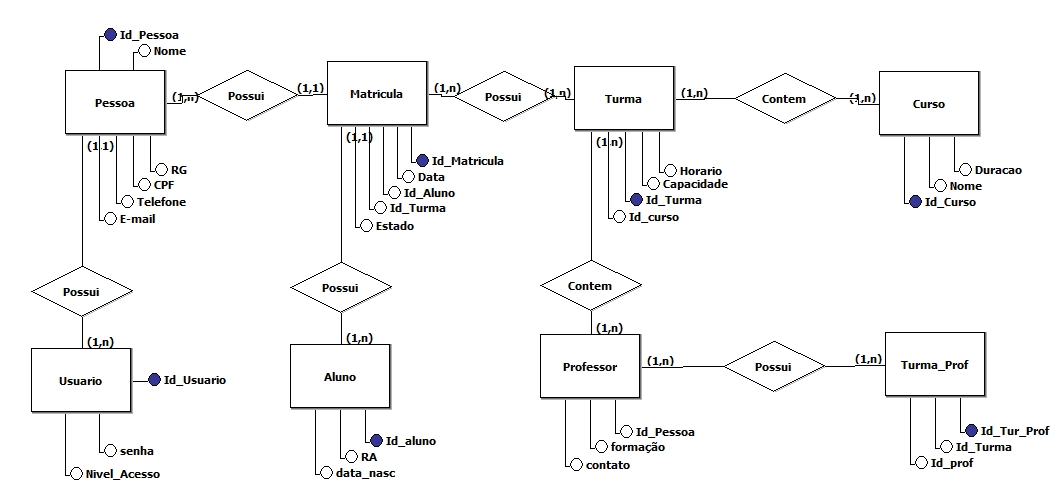 Id_Pessoa
Nome
Pessoa
(1,n)
Possui
(1,1)
Matricula
(1,n)
Possui
(1,n)
Turma
(1,n)
Contem
(1,n)
Curso
(1,1)
RG
CPF
Telefone
E-mail
(1,1)
Id_Matricula
Data
Id_Aluno
Id_Turma
Estado
(1,n)
Horario
Capacidade
Id_Turma
Id_curso
Duracao
Nome
Id_Curso
Possui
Possui
Contem
(1,n)
Usuario
Id_Usuario
senha
Nivel_Acesso
(1,n)
Aluno
Id_aluno
RA
data_nasc
(1,n)
Professor
(1,n)
Possui
(1,n)
Turma_Prof
Id_Pessoa
formação
contato
Id_Tur_Prof
Id_Turma
Id_prof